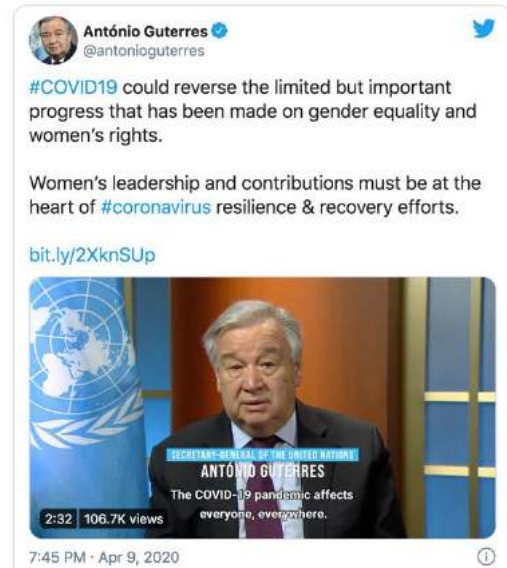 António Guterres
@antonioguterres
#COVID19 could reverse the limited but important
progress that has been made on gender equality and
women's rights.
Women's leadership and contributions must be at the
heart of #coronavirus resilience & recovery efforts.
bit.ly/2XknSUp
SECRETARY-GENERAL OF THE UNITED NATIONS
ANTÓNIO GUTERRES
The COVID-19 pandemic affects
everyone, everywhere.
2:32 106.7K views
7:45 PM · Apr 9, 2020